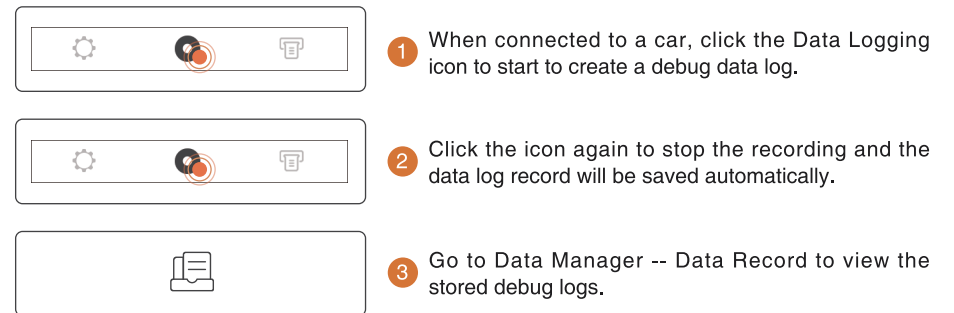 1 When connected to a car, click the Data Logging
icon to start to create a debug data log.
2 Click the icon again to stop the recording and the
data log record will be saved automatically.
3 Go to Data Manager -- Data Record to view the
stored debug logs.